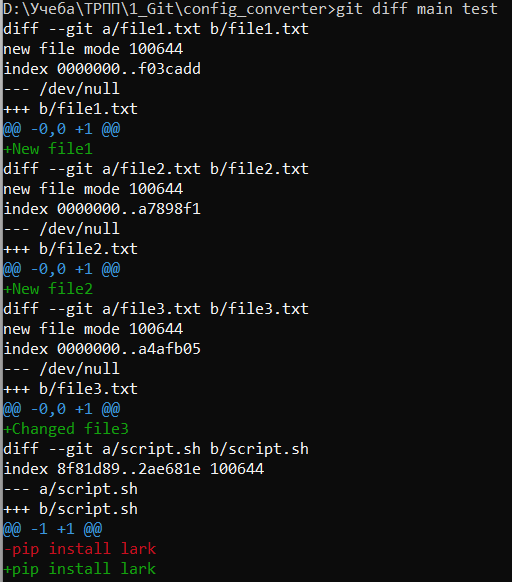 D:\Учеба\ТРПП\1_Git\config_converter>git diff main test
diff --git a/file1.txt b/file1.txt
new file mode 100644
index 0000000..f03cadd
--- /dev/null
+++ b/file1.txt
@@ -0,0 +1 @@
+New file1
diff --git a/file2.txt b/file2.txt
new file mode 100644
index 0000000..a7898f1
--- /dev/null
+++ b/file2.txt
@@ -0,0 +1 @@
+New file2
diff --git a/file3.txt b/file3.txt
new file mode 100644
index 0000000..a4afb05
--- /dev/null
+++ b/file3.txt
@@ -0,0 +1 @@
+Changed file3
diff --git a/script.sh b/script.sh
index 8f81d89..2ae681e 100644
--- a/script.sh
+++ b/script.sh
@@ -1 +1 @@
-pip install lark
+pip install lark